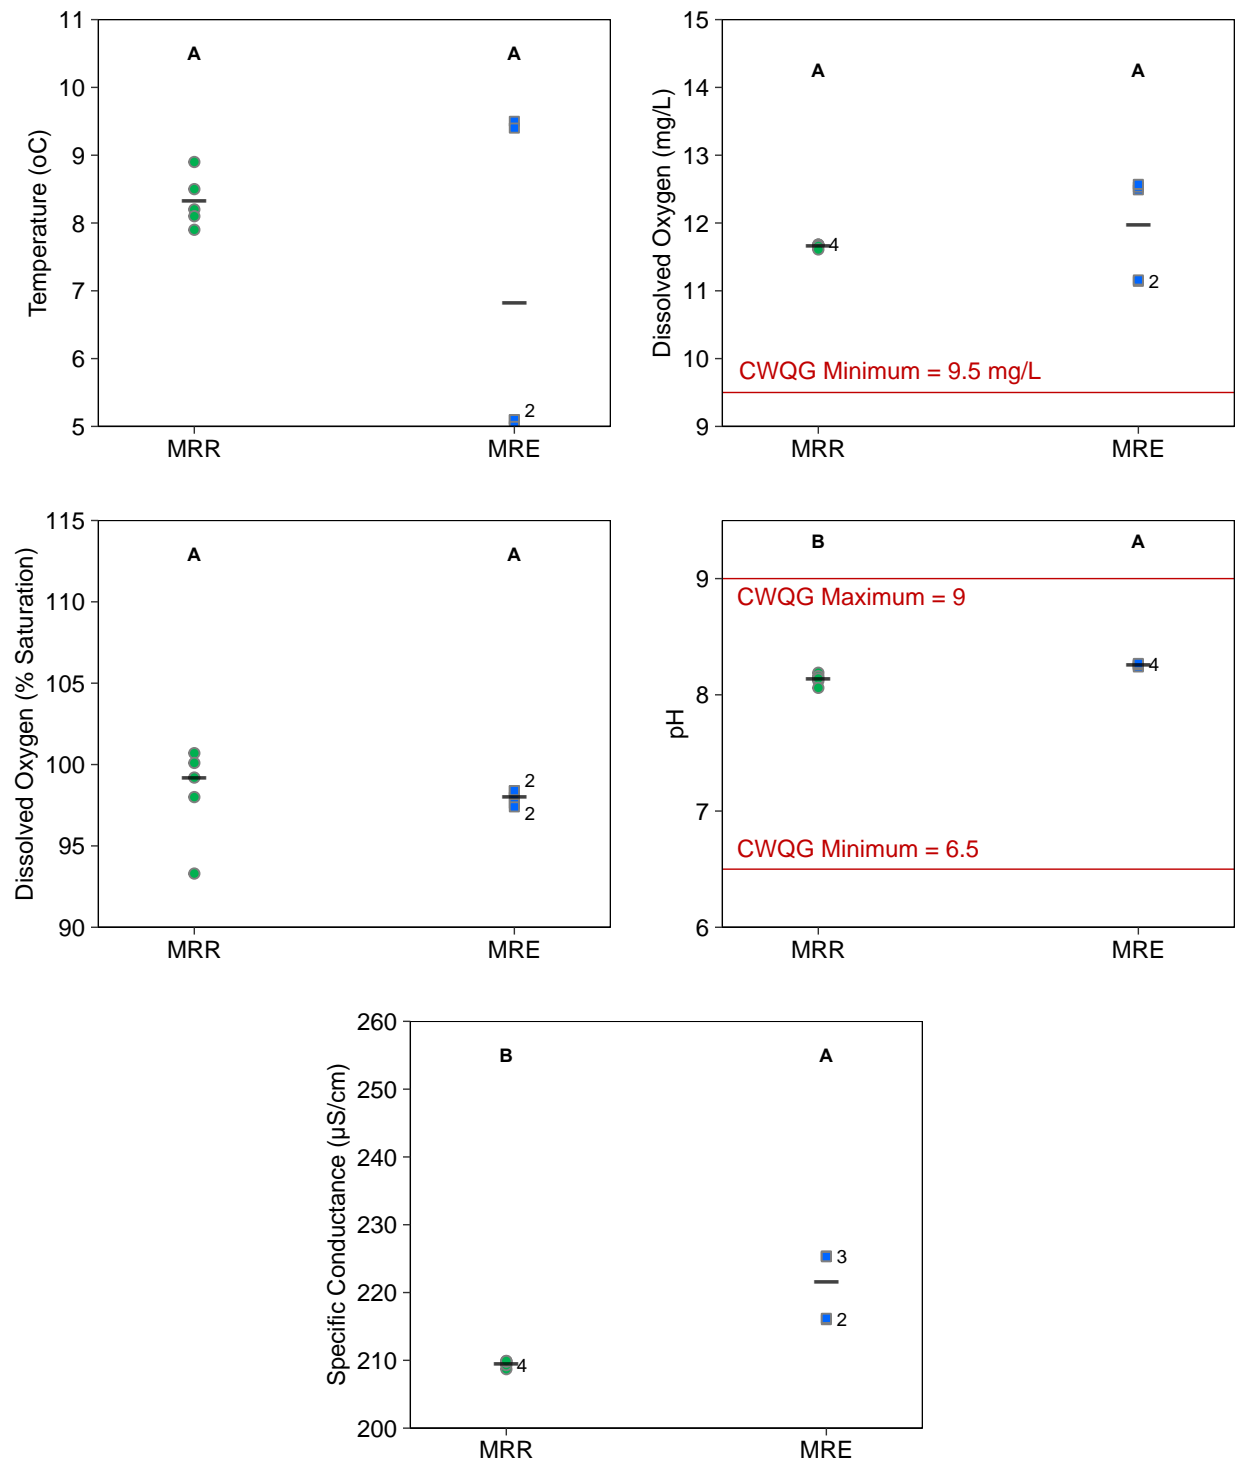 Temperature (oC)
11
10
9
8
7
6
5
A
A
2
MRR
MRE
Dissolved Oxygen (mg/L)
15
14
13
12
11
10
9
A
A
4
2
CWQG Minimum = 9.5 mg/L
MRR
MRE
Dissolved Oxygen (% Saturation)
115
110
105
100
95
90
A
A
2
2
MRR
MRE
pH
9
8
7
6
B
A
CWQG Maximum = 9
4
CWQG Minimum = 6.5
MRR
MRE
Specific Conductance (µS/cm)
260
250
240
230
220
210
200
B
A
3
2
4
MRR
MRE